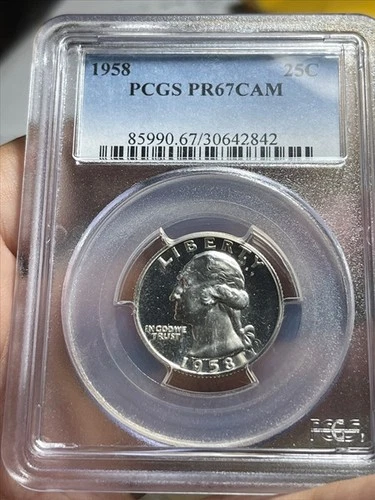 1958 25C
PCGS PR67CAM
85990.67/30642842
LIBERTY
IN GOD WE
TRUST
1958
PCGS